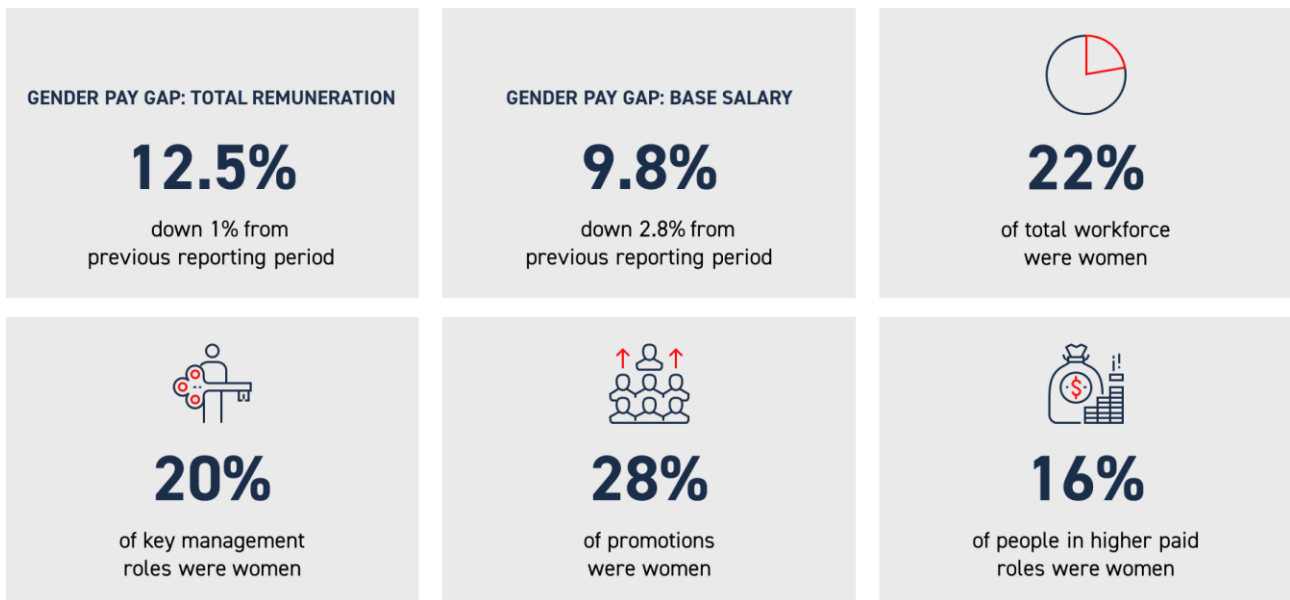 GENDER PAY GAP: TOTAL REMUNERATION
12.5%
down 1% from
previous reporting period
GENDER PAY GAP: BASE SALARY
9.8%
down 2.8% from
previous reporting period
22%
of total workforce
were women
20%
of key management
roles were women
28%
of promotions
were women
$
16%
of people in higher paid
roles were women